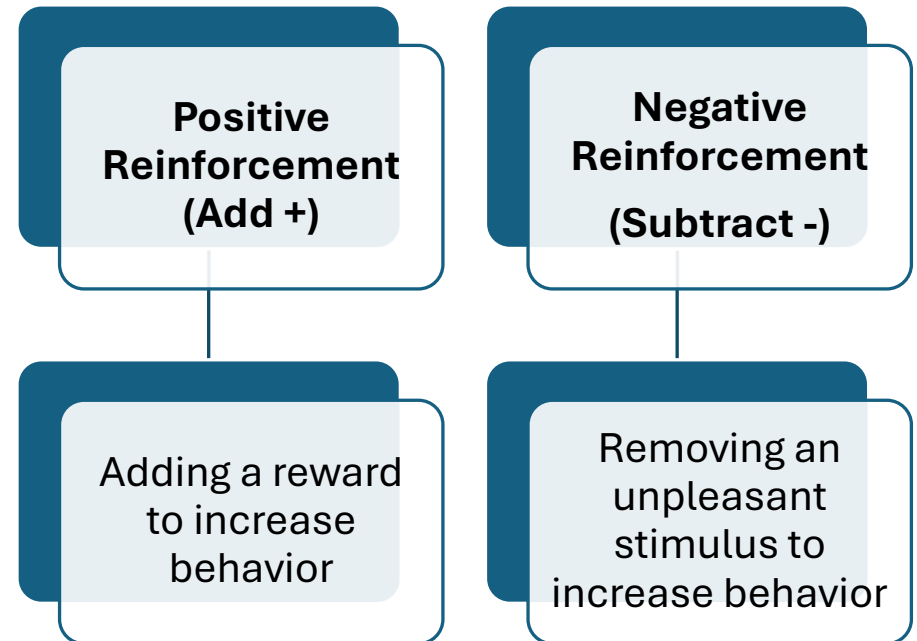 Positive
Reinforcement
(Add +)
Adding a reward
to increase
behavior
Negative
Reinforcement
(Subtract -)
Removing an
unpleasant
stimulus to
increase behavior